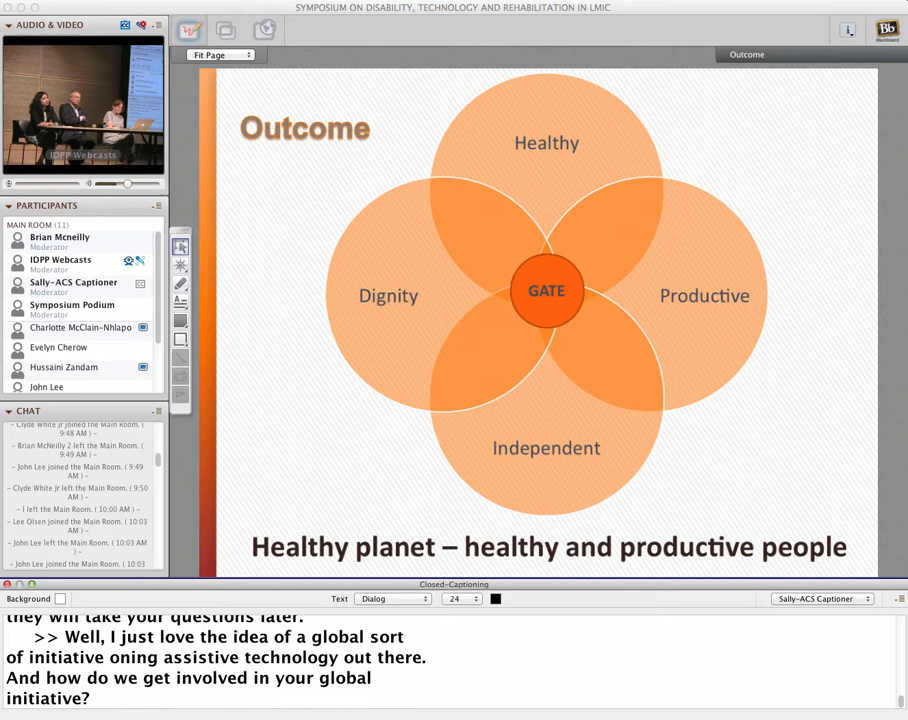 SYMPOSIUM ON DISABILITY, TECHNOLOGY AND REHABILITATION IN LMIC
AUDIO & VIDEO
IDPP Webcasts
PARTICIPANTS
MAIN ROOM (11)
Brian Mcneilly
Moderator
IDPP Webcasts
Moderator
Sally-ACS Captioner
Moderator
Symposium Podium
Moderator
Charlotte McClain-Nhlapo
Evelyn Cherow
Hussaini Zandam
John Lee
CHAT
- Clyde White Jr joined the Main Room. (
9:48 AM ) -
- Brian McNeilly 2 left the Main Room. (
9:49 AM ) -
- John Lee joined the Main Room. ( 9:49
AM ) -
- Clyde White Jr left the Main Room. ( 9:50
AM ) -
- I left the Main Room. ( 10:00 AM ) -
- Lee Olsen joined the Main Room. ( 10:03
AM ) -
- John Lee left the Main Room. ( 10:03 AM
) -
- John Lee joined the Main Room. ( 10:03
Fit Page
Bb
Blackboard
Outcome
Outcome
Healthy
Dignity
GATE
Productive
Independent
Healthy planet – healthy and productive people
Closed-Captioning
Background
Text
Dialog
24
Sally-ACS Captioner
they will take your questions later.
>> Well, I just love the idea of a global sort
of initiative oning assistive technology out there.
And how do we get involved in your global
initiative?